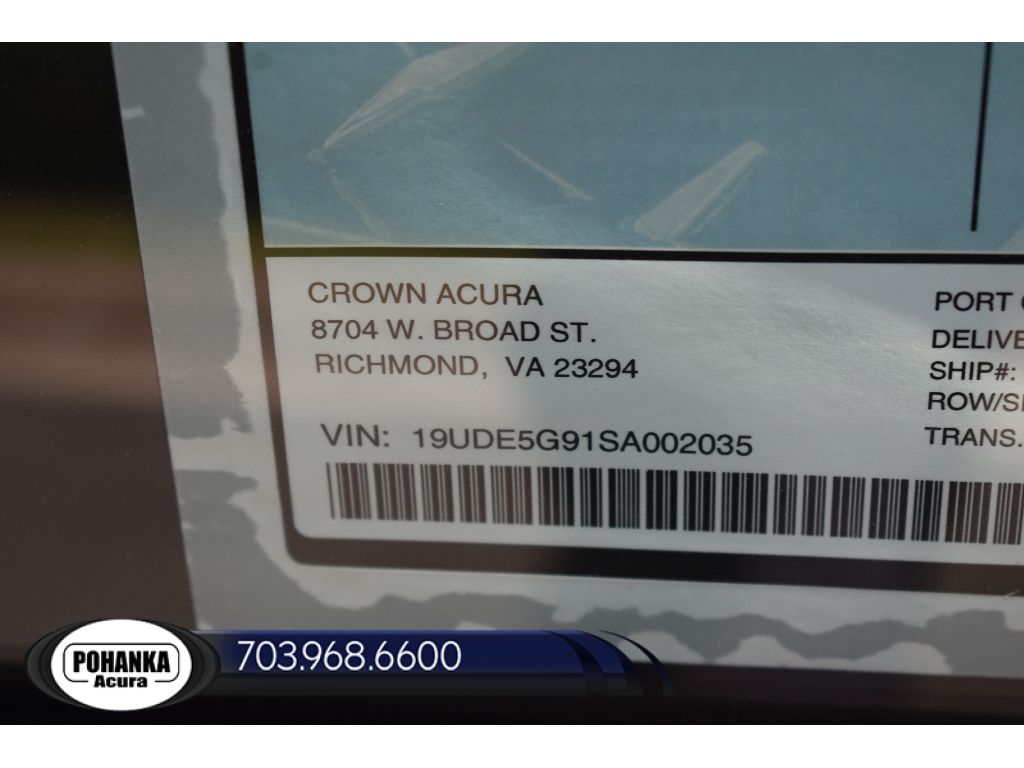 CROWN ACURA
8704 W. BROAD ST.
RICHMOND, VA 23294
VIN: 19UDE5G91SA002035
PORT
DELIVE
SHIP#:
ROW/S
TRANS.
POHANKA
Acura
703.968.6600